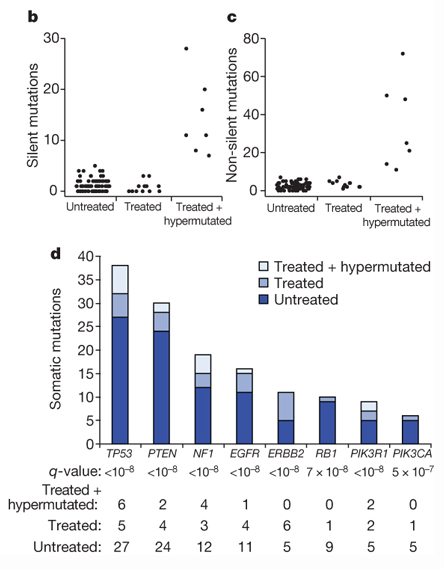 b
Silent mutations
30
20
10
0
Untreated
Treated
Treated +
hypermutated
c
Non-silent mutations
80
60
40
20
0
Untreated
Treated
Treated +
hypermutated
d
Somatic mutations
40
35
30
25
20
15
10
5
0
Treated + hypermutated
Treated
Untreated
TP53 PTEN NF1 EGFR ERBB2 RB1 PIK3R1 PIK3CA
q-value: <10⁻⁸ <10⁻⁸ <10⁻⁸ <10⁻⁸ <10⁻⁸ 7 × 10⁻⁸ <10⁻⁸ 5 × 10⁻⁷
Treated +
hypermutated: 6 2 4 1 0 0 2 0
Treated: 5 4 3 4 6 1 2 1
Untreated: 27 24 12 11 5 9 5 5